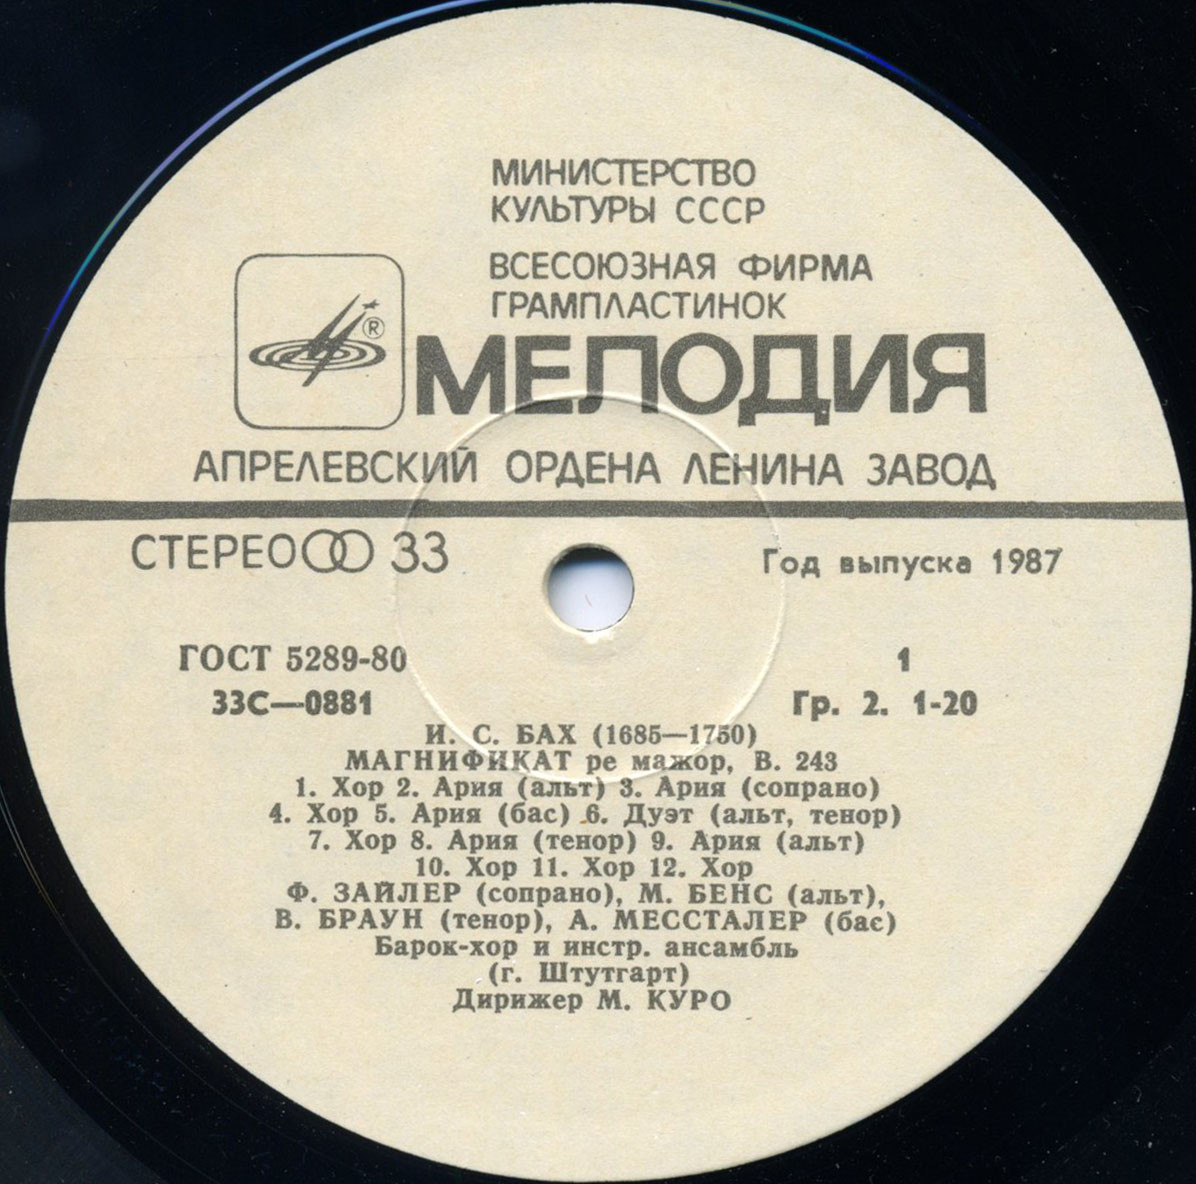 МИНИСТЕРСТВО
КУЛЬТУРЫ СССР
ВСЕСОЮЗНАЯ ФИРМА
ГРАМПЛАСТИНОК
®
МЕЛОДИЯ
АПРЕЛЕВСКИЙ ОРДЕНА ЛЕНИНА ЗАВОД
СТЕРЕО 33
Год выпуска 1987
ГОСТ 5289-80
1
33С—0881
Гр. 2. 1-20
И. С. БАХ (1685—1750)
МАГНИФИКАТ ре мажор, В. 243
1. Хор 2. Ария (альт) 3. Ария (сопрано)
4. Хор 5. Ария (бас) 6. Дуэт (альт, тенор)
7. Хор 8. Ария (тенор) 9. Ария (альт)
10. Хор 11. Хор 12. Хор
Ф. ЗАЙЛЕР (сопрано), М. БЕНС (альт),
В. БРАУН (тенор), А. МЕССТАЛЕР (бас)
Барок-хор и инстр. ансамбль
(г. Штутгарт)
Дирижер М. КУРО